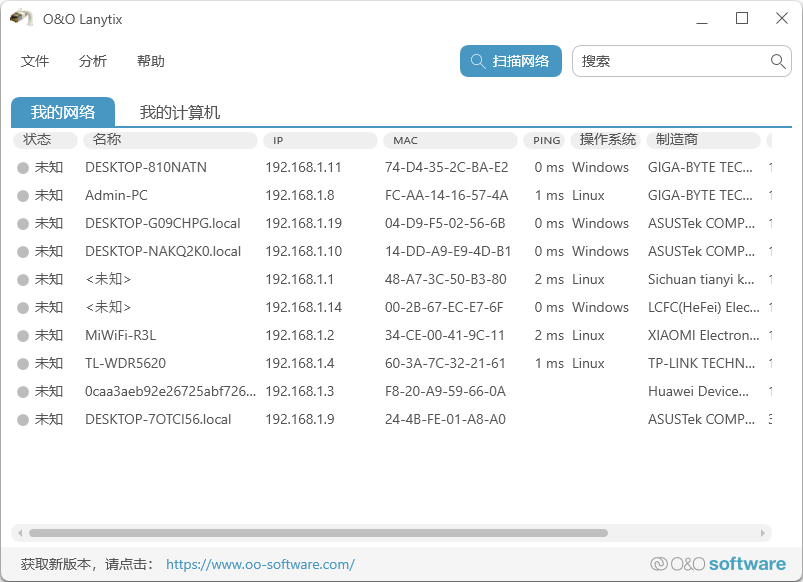 O&O Lanytix
文件 分析 帮助 扫描网络 搜索
我的网络 我的计算机
状态 名称 IP MAC PING 操作系统 制造商
未知 DESKTOP-810NATN 192.168.1.11 74-D4-35-2C-BA-E2 0 ms Windows GIGA-BYTE TEC...
未知 Admin-PC 192.168.1.8 FC-AA-14-16-57-4A 1 ms Linux GIGA-BYTE TEC...
未知 DESKTOP-G09CHPG.local 192.168.1.19 04-D9-F5-02-56-6B 0 ms Windows ASUSTek COMP...
未知 DESKTOP-NAKQ2K0.local 192.168.1.10 14-DD-A9-E9-4D-B1 0 ms Windows ASUSTek COMP...
未知 <未知> 192.168.1.1 48-A7-3C-50-B3-80 2 ms Linux Sichuan tianyi k...
未知 <未知> 192.168.1.14 00-2B-67-EC-E7-6F 0 ms Windows LCFC(HeFei) Elec...
未知 MiWiFi-R3L 192.168.1.2 34-CE-00-41-9C-11 2 ms Linux XIAOMI Electron...
未知 TL-WDR5620 192.168.1.4 60-3A-7C-32-21-61 1 ms Linux TP-LINK TECHN...
未知 0caa3aeb92e26725abf726... 192.168.1.3 F8-20-A9-59-66-0A Huawei Device...
未知 DESKTOP-7OTCI56.local 192.168.1.9 24-4B-FE-01-A8-A0 ASUSTek COMP...
获取新版本，请点击： https://www.oo-software.com/ O&O software